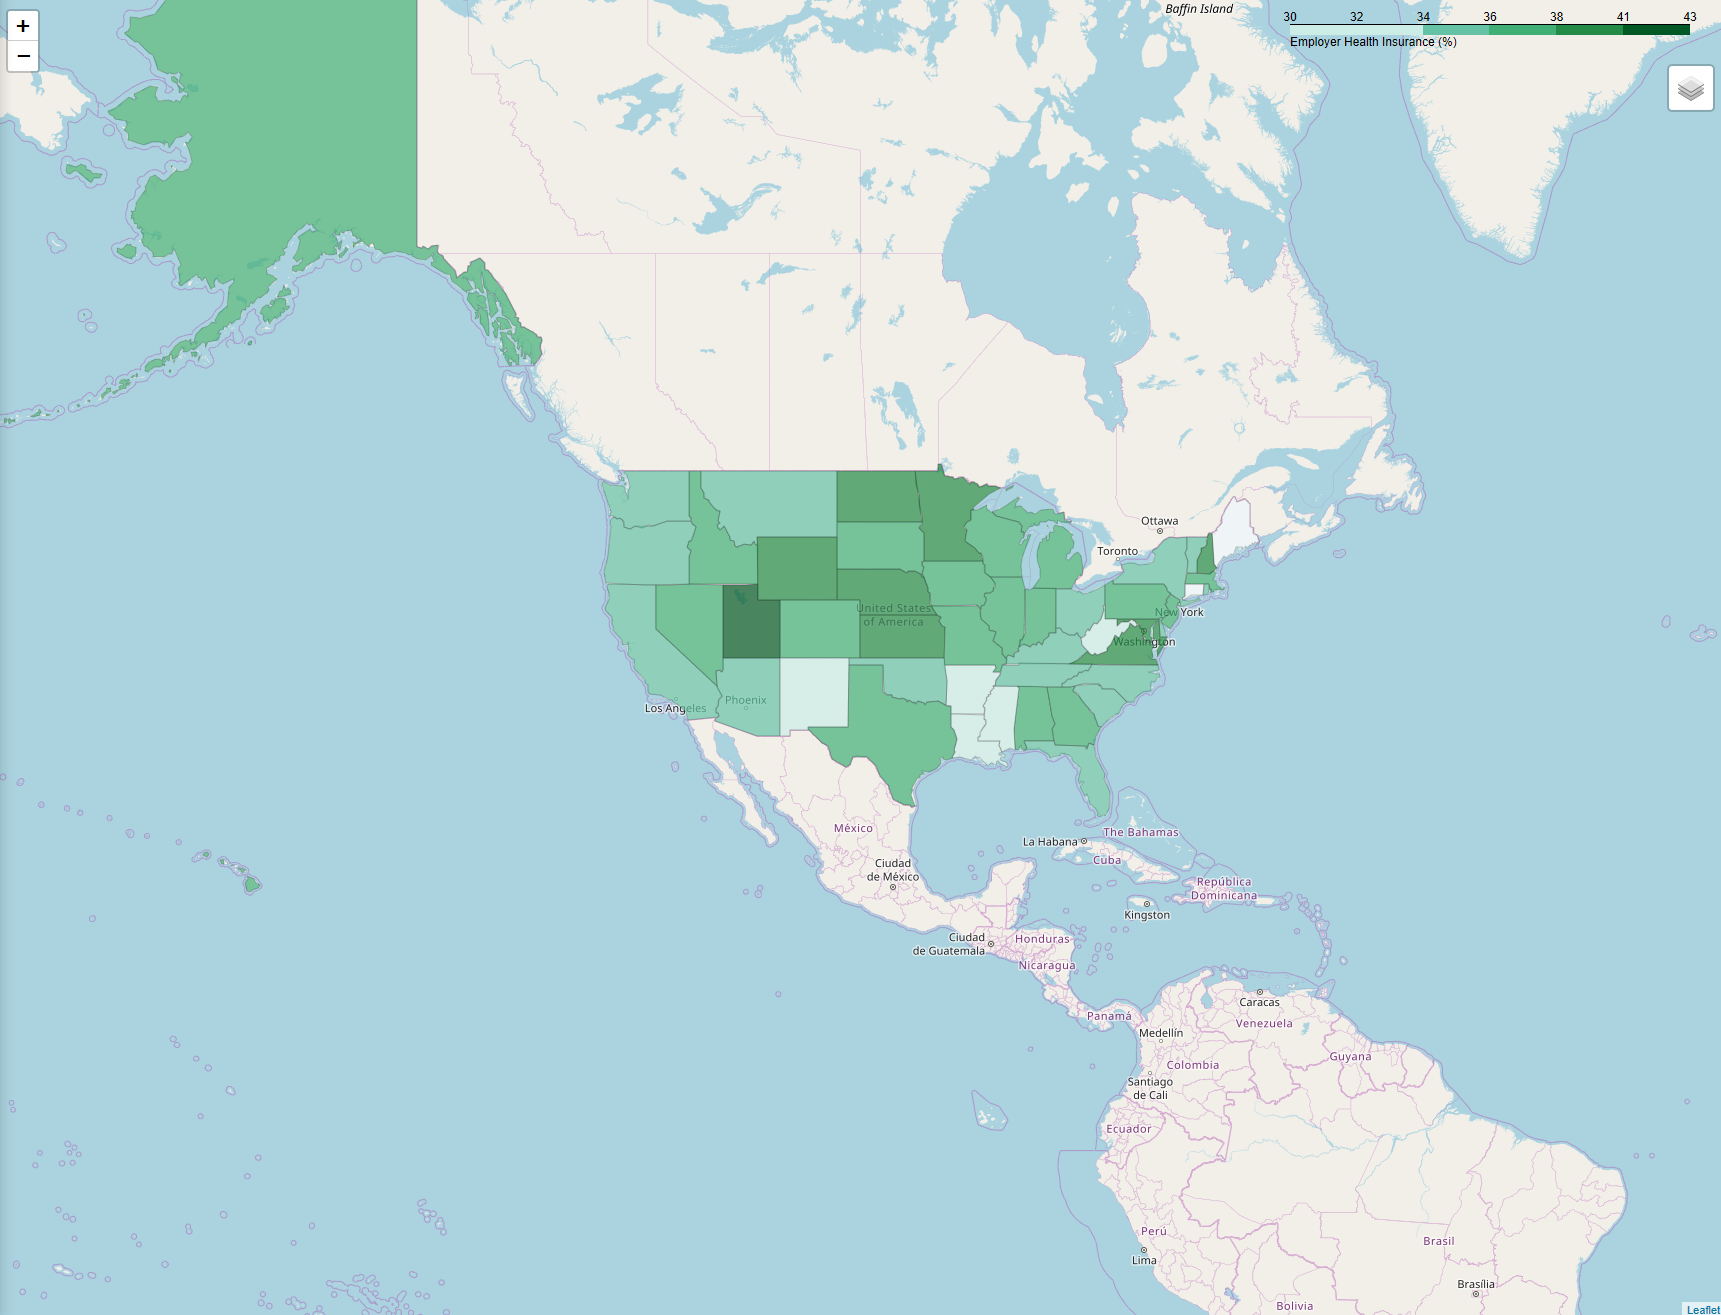 +
−
Baffin Island
30 32 34 36 38 41 43
Employer Health Insurance (%)
Ottawa
Toronto
United States
of America
New York
Washington
Phoenix
Los Angeles
México
La Habana
The Bahamas
Cuba
Ciudad
de México
República
Dominicana
Kingston
Ciudad
de Guatemala
Honduras
Nicaragua
Caracas
Panamá
Venezuela
Medellín
Guyana
Colombia
Santiago
de Cali
Ecuador
Perú
Brasil
Lima
Brasília
Bolivia
Leaflet